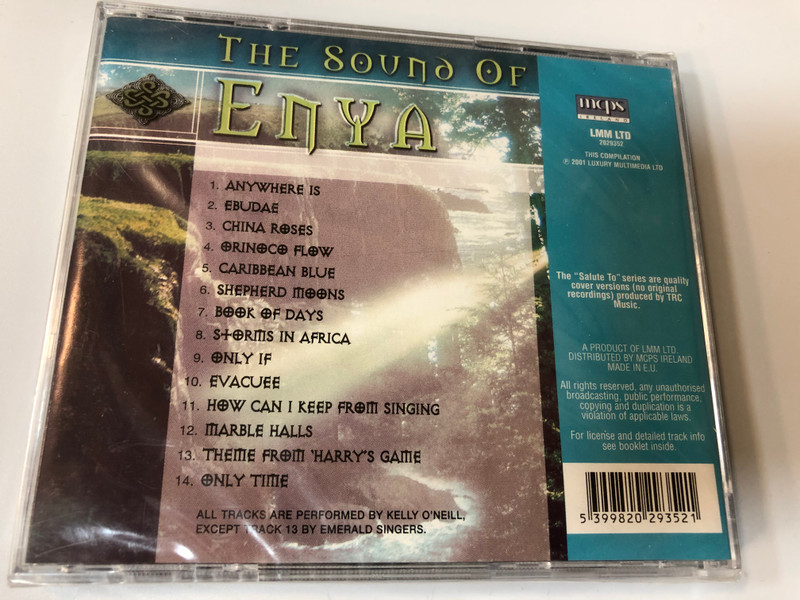 THE SOUND OF
ENYA
1. ANYWHERE IS
2. EBUDAE
3. CHINA ROSES
4. ORINOCO FLOW
5. CARIBBEAN BLUE
6. SHEPHERD MOONS
7. BOOK OF DAYS
8. STORMS IN AFRICA
9. ONLY IF
10. EVACUEE
11. HOW CAN I KEEP FROM SINGING
12. MARBLE HALLS
13. THEME FROM 'HARRY'S GAME
14. ONLY TIME
ALL TRACKS ARE PERFORMED BY KELLY O'NEILL,
EXCEPT TRACK 13 BY EMERALD SINGERS.
mcps
IRELAND
LMM LTD
2029352
THIS COMPILATION
℗ 2001 LUXURY MULTIMEDIA LTD
The "Salute To" series are quality
cover versions (no original
recordings) produced by TRC
Music.
A PRODUCT OF LMM LTD.
DISTRIBUTED BY MCPS IRELAND
MADE IN E.U.
All rights reserved, any unauthorised
broadcasting, public performance,
copying and duplication is a
violation of applicable laws.
For license and detailed track info
see booklet inside.
5 399820 293521